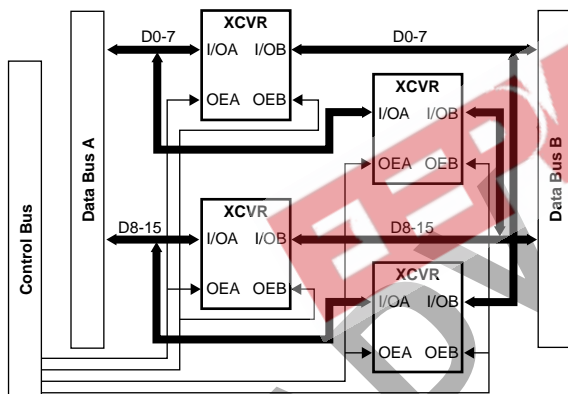 XCVR
D0-7 I/OA I/OB D0-7
OEA OEB
XCVR
I/OA I/OB
OEA OEB
XCVR
D8-15 I/OA I/OB D8-15
OEA OEB
XCVR
I/OA I/OB
OEA OEB
Control Bus
Data Bus A
Data Bus B